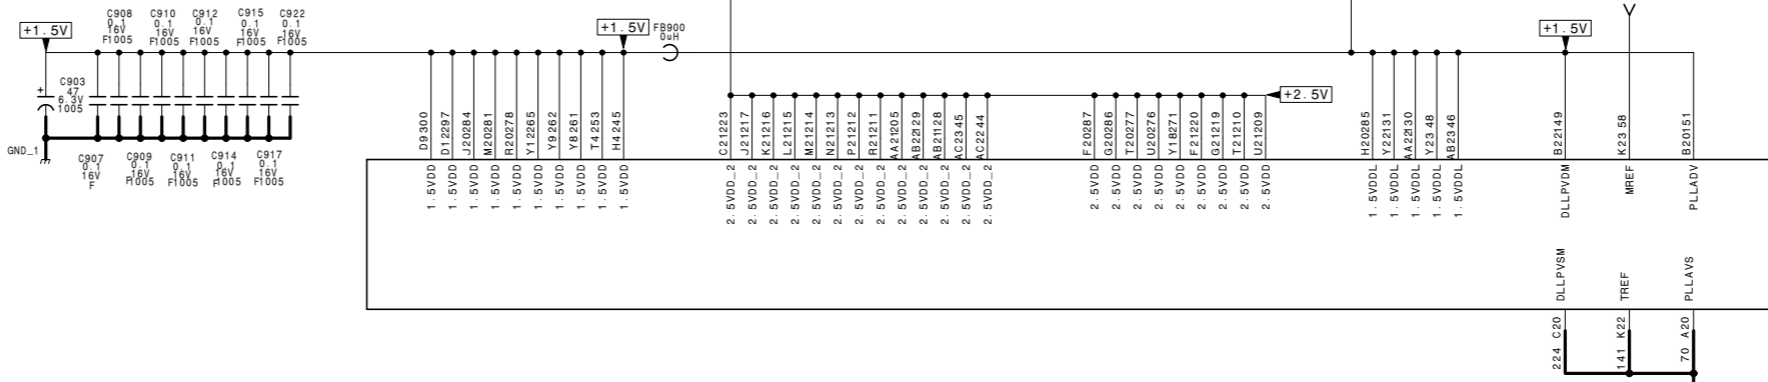 +1.5V
C908
0.1
16V
F1005
C910
0.1
16V
F1005
C912
0.1
16V
F1005
C915
0.1
16V
F1005
C922
0.1
16V
F1005
+
C903
47
6.3V
1005
GND_1
C907
0.1
16V
F
C909
0.1
16V
F1005
C911
0.1
16V
F1005
C914
0.1
16V
F1005
C917
0.1
16V
F1005
+1.5V
FB900
0uH
+2.5V
+1.5V
D9300
D12297
J20284
M20281
R20278
Y12265
Y9262
Y8261
T4253
H4245
C21223
J21217
K21216
L21215
M21214
N21213
P21212
R21211
AA21205
AB22129
AB21128
AC2345
AC2244
F20287
G20286
T20277
U20276
Y18271
F21220
G21219
T21210
U21209
H20285
Y22131
AA22130
Y2348
AB2346
B22149
K2358
B20151
1.5VDD
1.5VDD
1.5VDD
1.5VDD
1.5VDD
1.5VDD
1.5VDD
1.5VDD
1.5VDD
1.5VDD
2.5VDD_2
2.5VDD_2
2.5VDD_2
2.5VDD_2
2.5VDD_2
2.5VDD_2
2.5VDD_2
2.5VDD_2
2.5VDD_2
2.5VDD_2
2.5VDD_2
2.5VDD_2
2.5VDD_2
2.5VDD
2.5VDD
2.5VDD
2.5VDD
2.5VDD
2.5VDD
2.5VDD
2.5VDD
2.5VDD
1.5VDDL
1.5VDDL
1.5VDDL
1.5VDDL
1.5VDDL
DLLPVDM
MREF
PLLADV
DLLPVSM
TREF
PLLAVS
224 C20
141 K22
70 A20